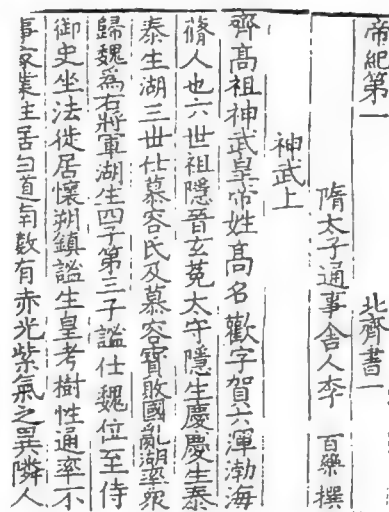 帝紀第一 北齊書一
隋太子通事舍人李 百藥 撰
神武上
齊高祖神武皇帝姓髙名歡字賀六渾勃海
蓨人也六世祖隱晉玄菟太守隱生慶慶生泰
泰生湖三世仕慕容氏及慕容寶敗國亂湖率衆
歸魏爲右將軍湖生四子第三子謐仕魏位至侍
御史坐法徙居懷朔鎮謐生皇考樹性通率不
事家業住居白道南數有赤光紫氣之異隣人